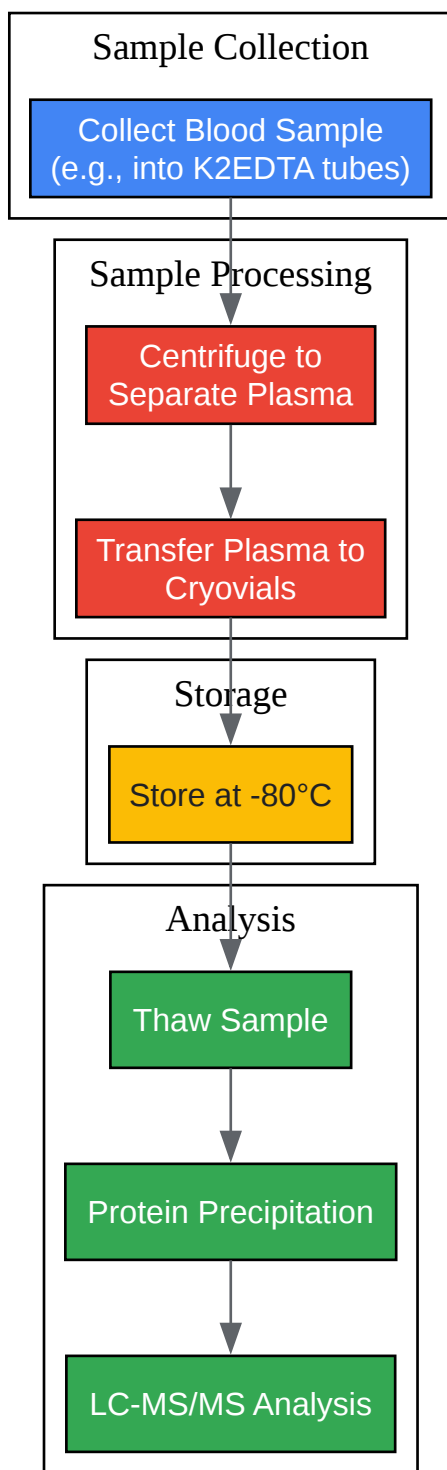 Sample Collection
Collect Blood Sample
(e.g., into K2EDTA tubes)
Sample Processing
Centrifuge to
Separate Plasma
Transfer Plasma to
Cryovials
Storage
Store at -80°C
Analysis
Thaw Sample
Protein Precipitation
LC-MS/MS Analysis